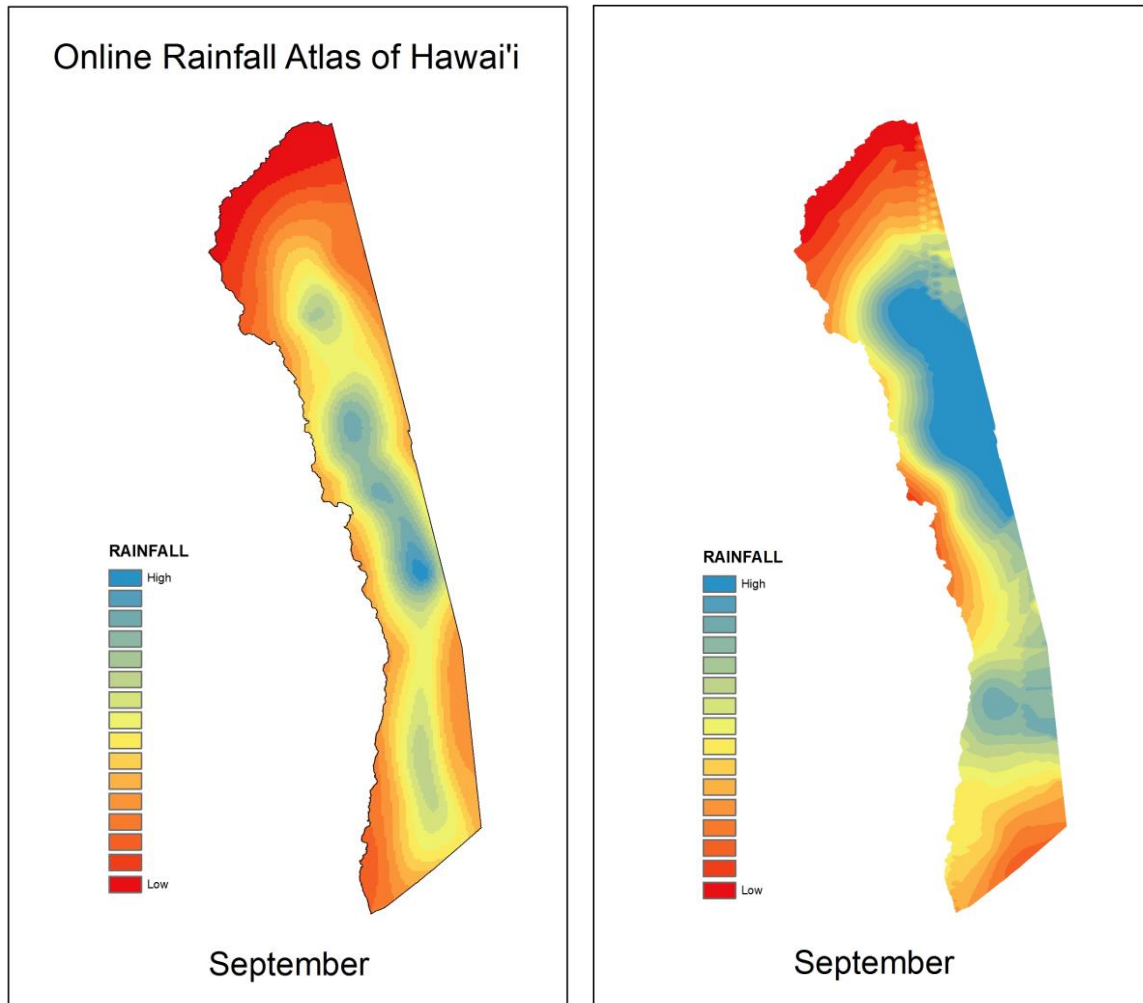 Online Rainfall Atlas of Hawai'i
RAINFALL
High
Low
September
RAINFALL
High
Low
September